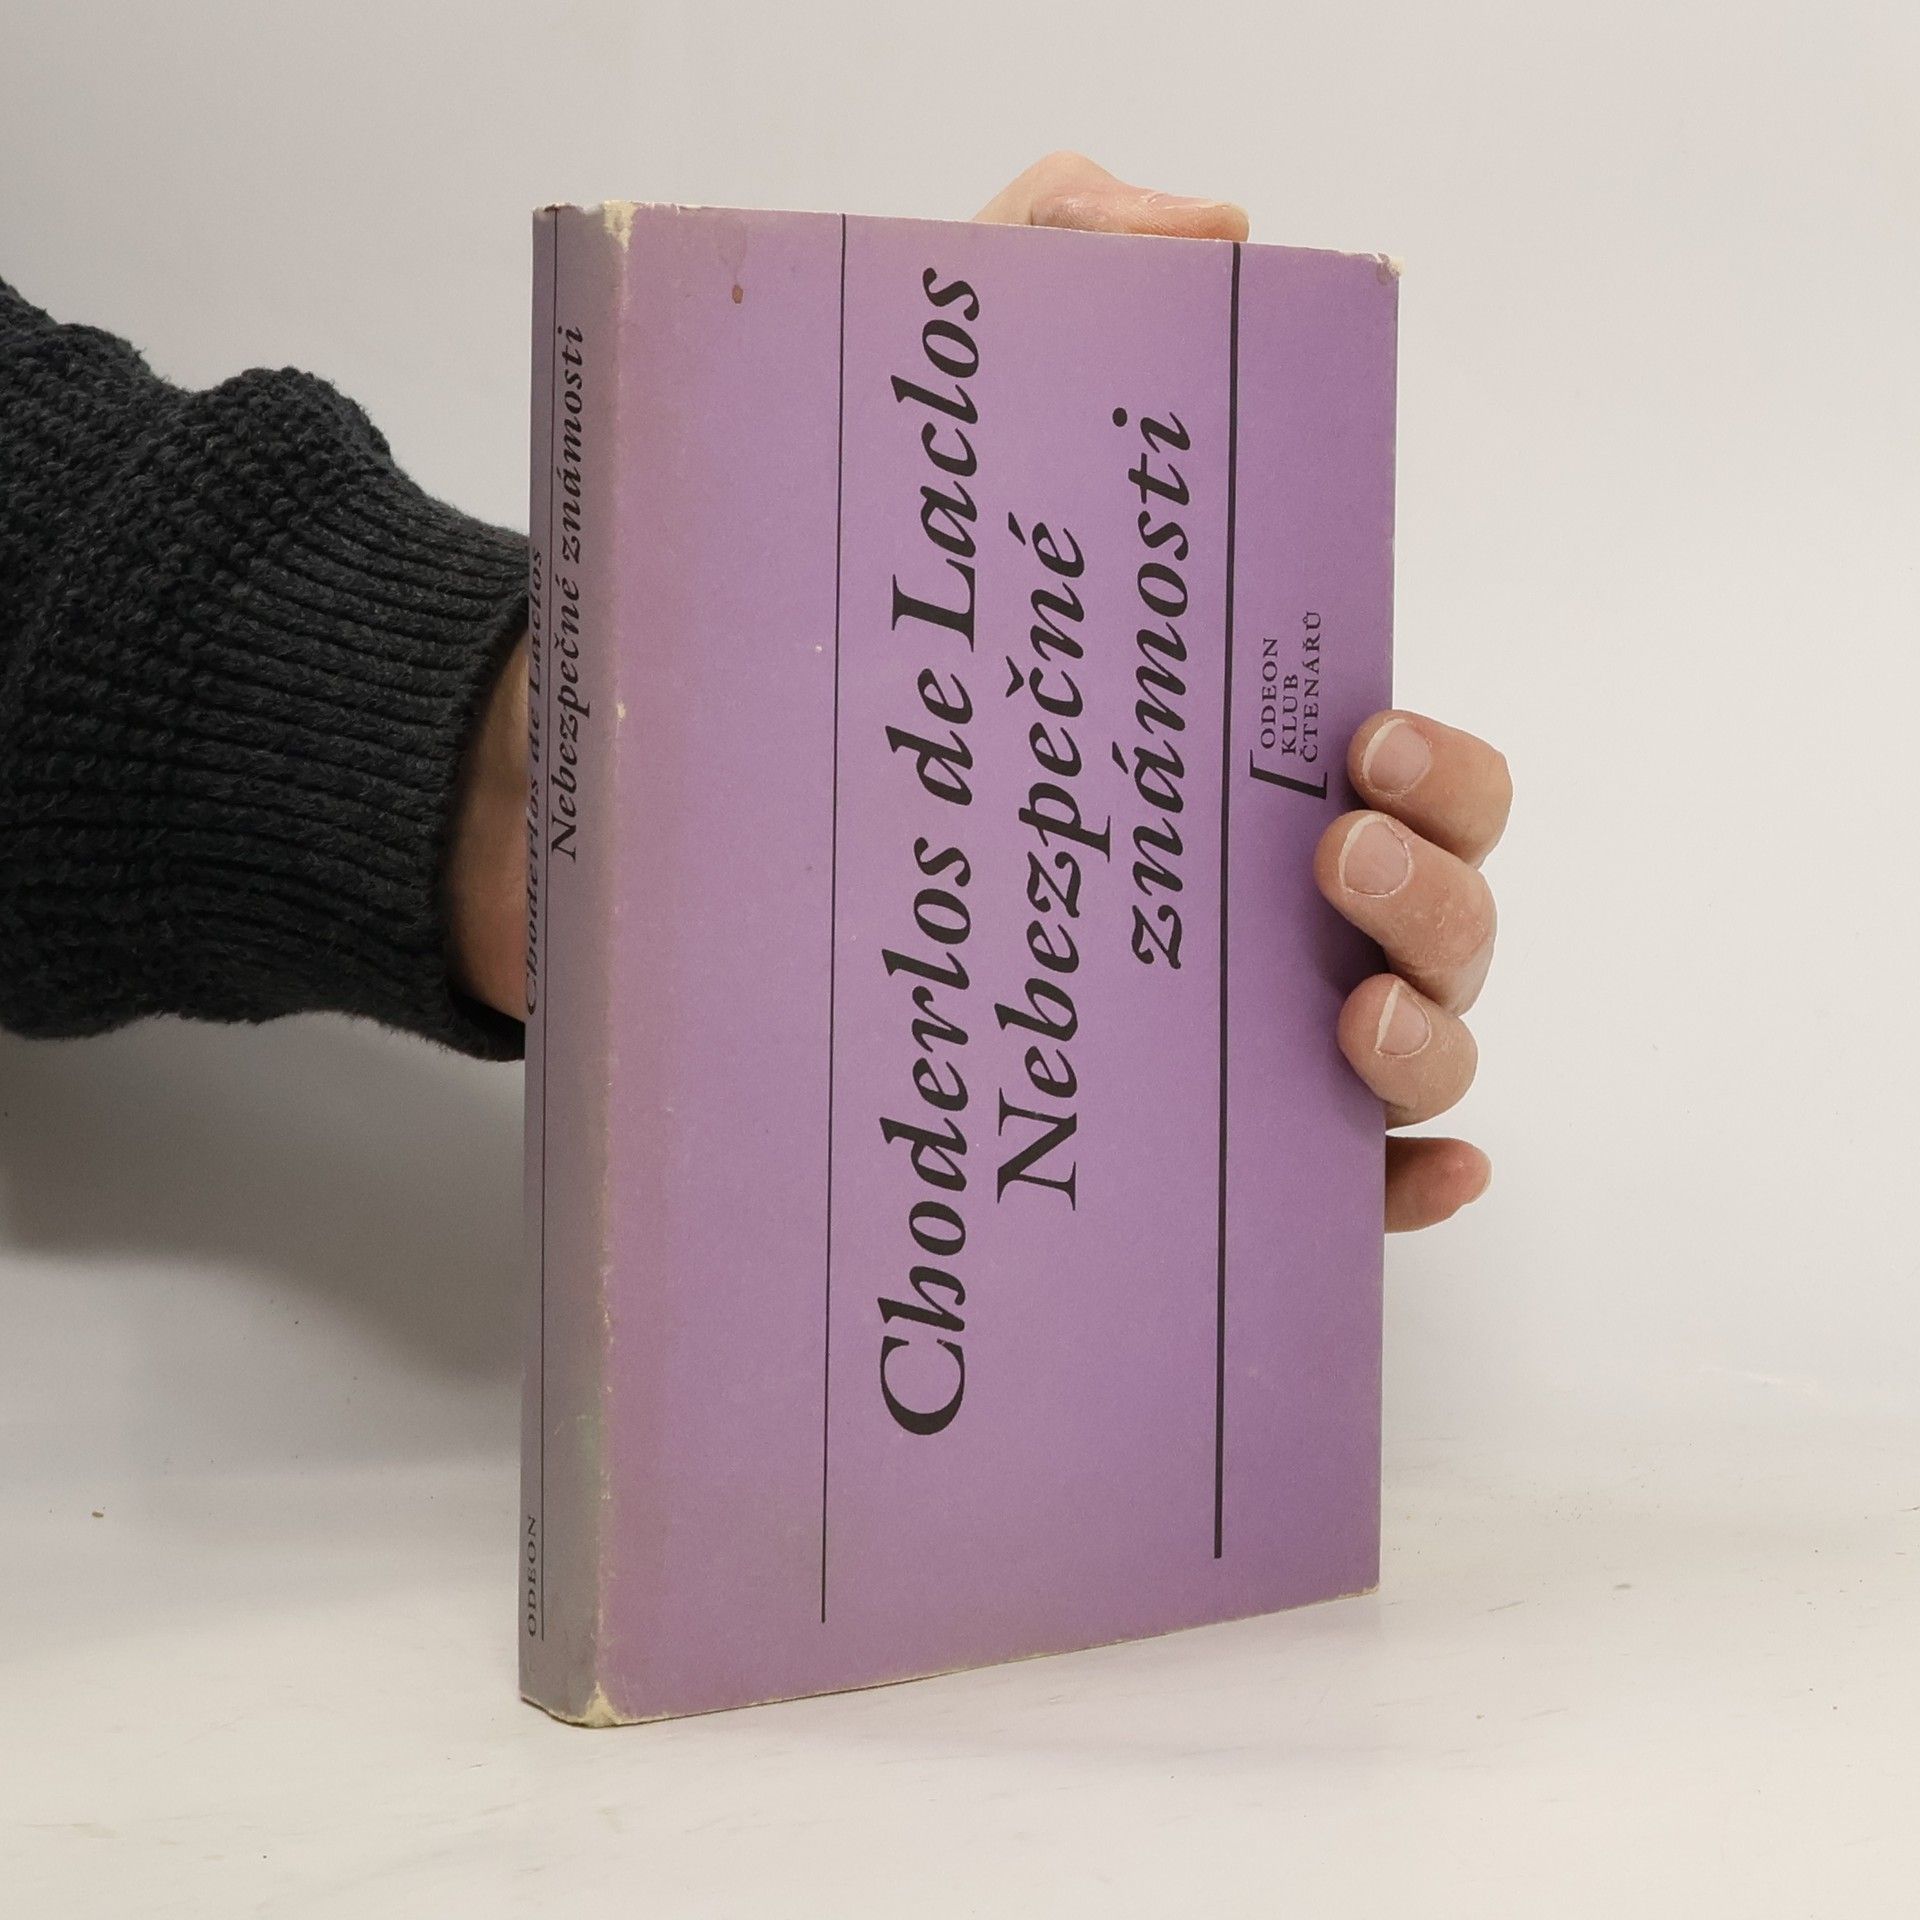 Choderlos de Laclos
Nebezpečné
známosti
ODEON
KLUB
ČTENÁŘŮ
ODEON
Choderlos de Laclos
Nebezpečné známosti